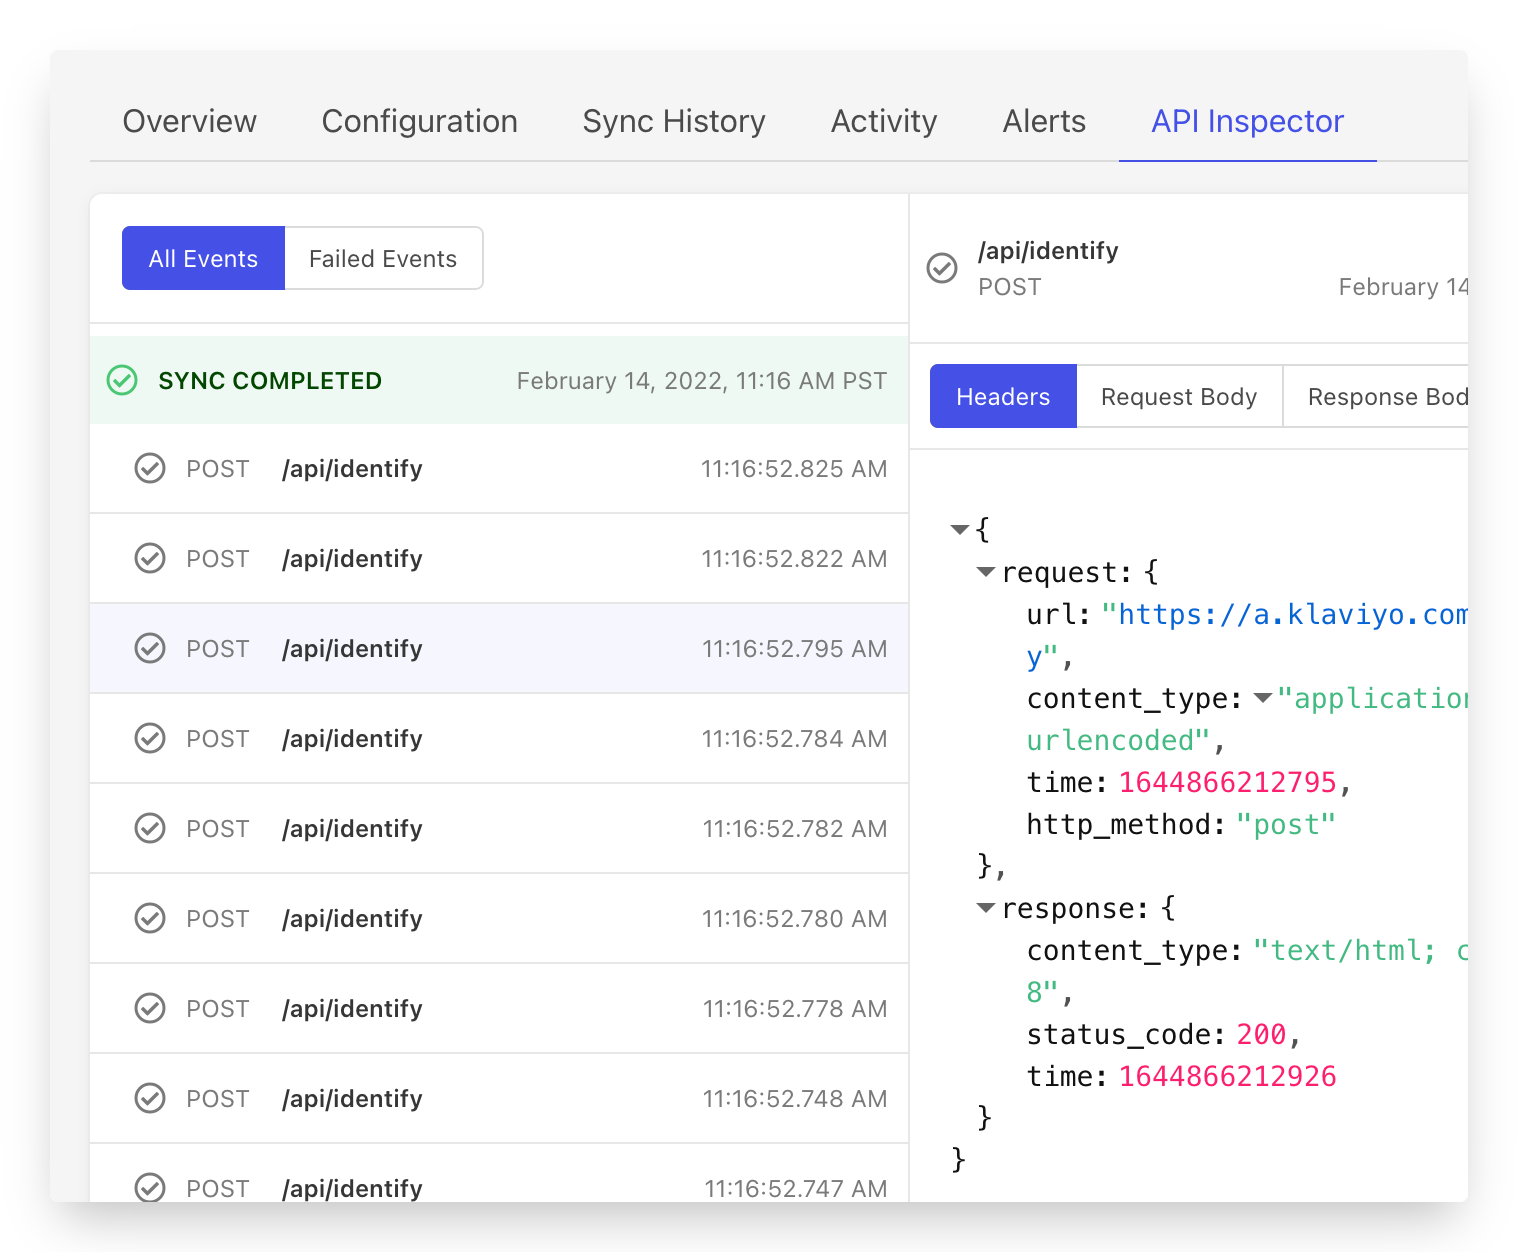 Overview Configuration Sync History Activity Alerts API Inspector
All Events Failed Events
SYNC COMPLETED February 14, 2022, 11:16 AM PST
POST /api/identify 11:16:52.825 AM
POST /api/identify 11:16:52.822 AM
POST /api/identify 11:16:52.795 AM
POST /api/identify 11:16:52.784 AM
POST /api/identify 11:16:52.782 AM
POST /api/identify 11:16:52.780 AM
POST /api/identify 11:16:52.778 AM
POST /api/identify 11:16:52.748 AM
POST /api/identify 11:16:52.747 AM
/api/identify
POST February 14
Headers Request Body Response Bod
{
request: {
url: "https://a.klaviyo.com
y",
content_type: "application
urlencoded",
time: 1644866212795,
http_method: "post"
},
response: {
content_type: "text/html; c
8",
status_code: 200,
time: 1644866212926
}
}